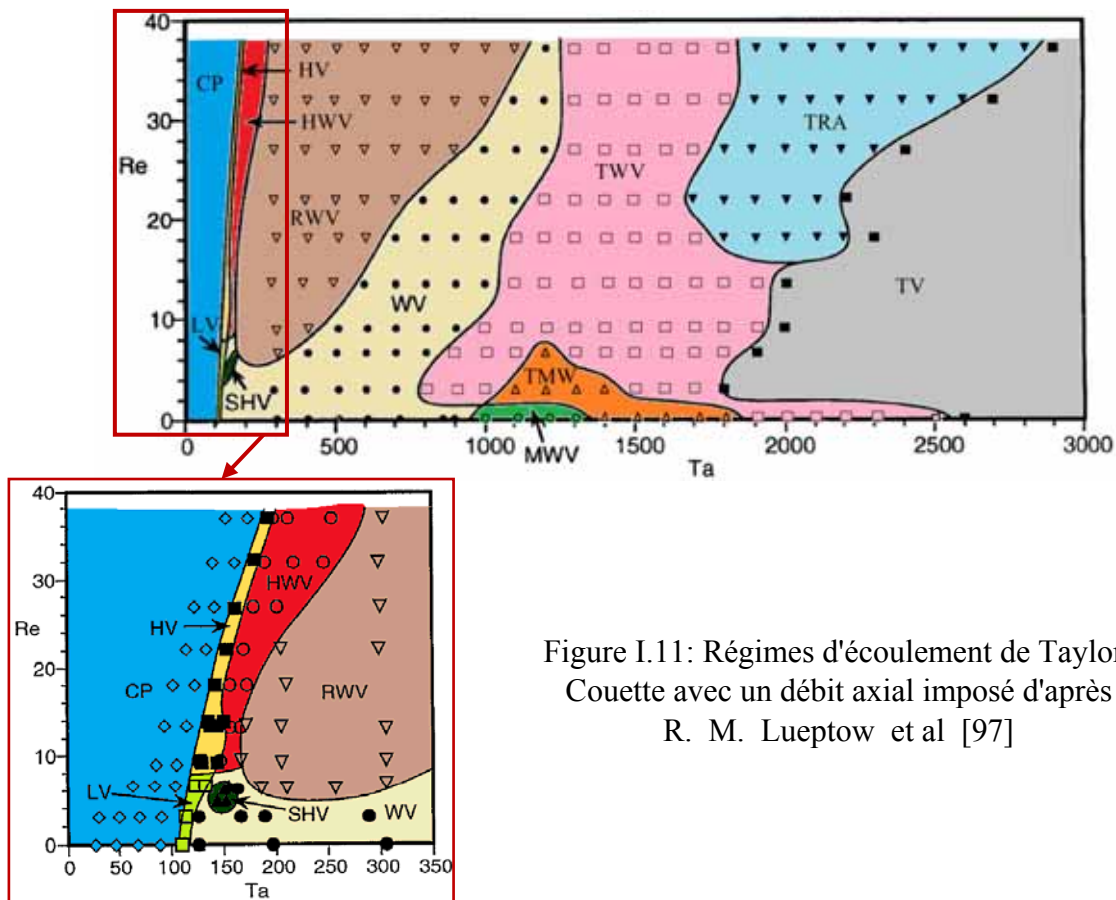 40
30
Re
20
10
0
CP
HV
HWV
RWV
LV
SHV
WV
TWV
TMW
MWV
TRA
TV
0 500 1000 1500 2000 2500 3000
Ta
40
30
Re
20
10
0
HWV
HV
CP
RWV
LV
SHV
WV
0 50 100 150 200 250 300 350
Ta
Figure I.11: Régimes d'écoulement de Taylor
Couette avec un débit axial imposé d'après
R. M. Lueptow et al [97]